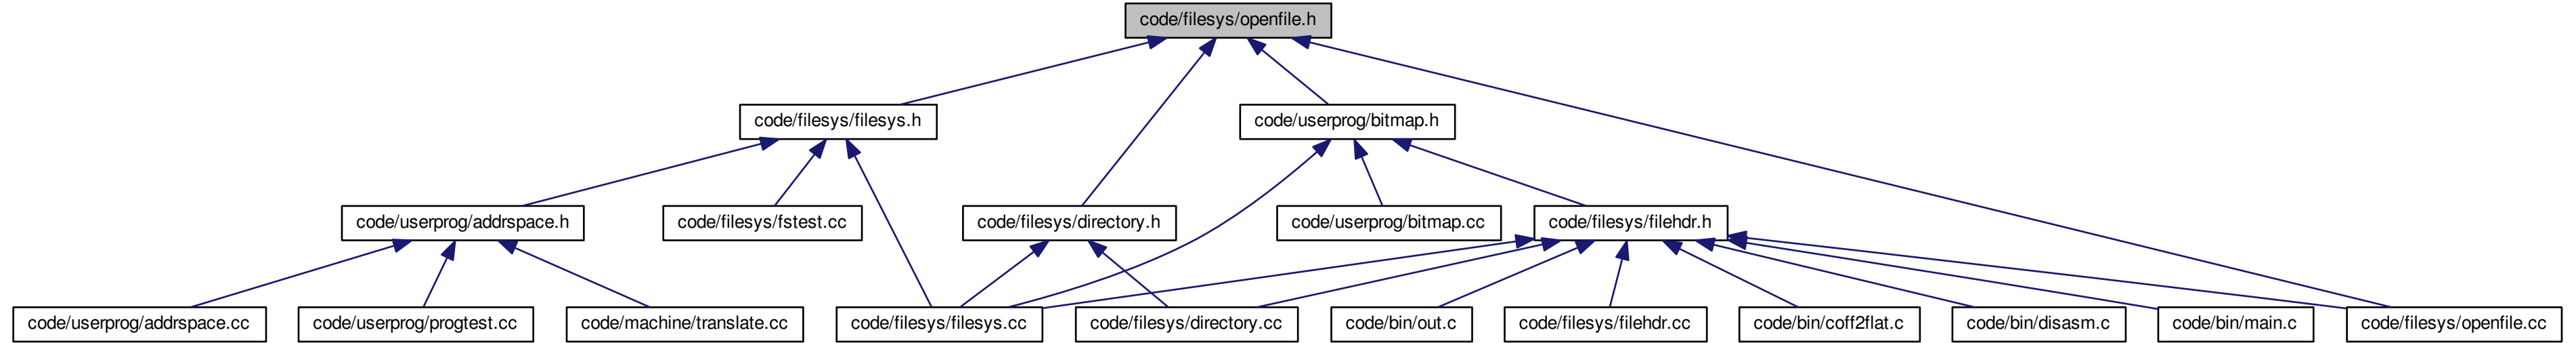 code/filesys/openfile.h
code/filesys/filesys.h
code/userprog/bitmap.h
code/userprog/addrspace.h
code/filesys/fstest.cc
code/filesys/directory.h
code/userprog/bitmap.cc
code/filesys/filehdr.h
code/userprog/addrspace.cc
code/userprog/progtest.cc
code/machine/translate.cc
code/filesys/filesys.cc
code/filesys/directory.cc
code/bin/out.c
code/filesys/filehdr.cc
code/bin/coff2flat.c
code/bin/disasm.c
code/bin/main.c
code/filesys/openfile.cc